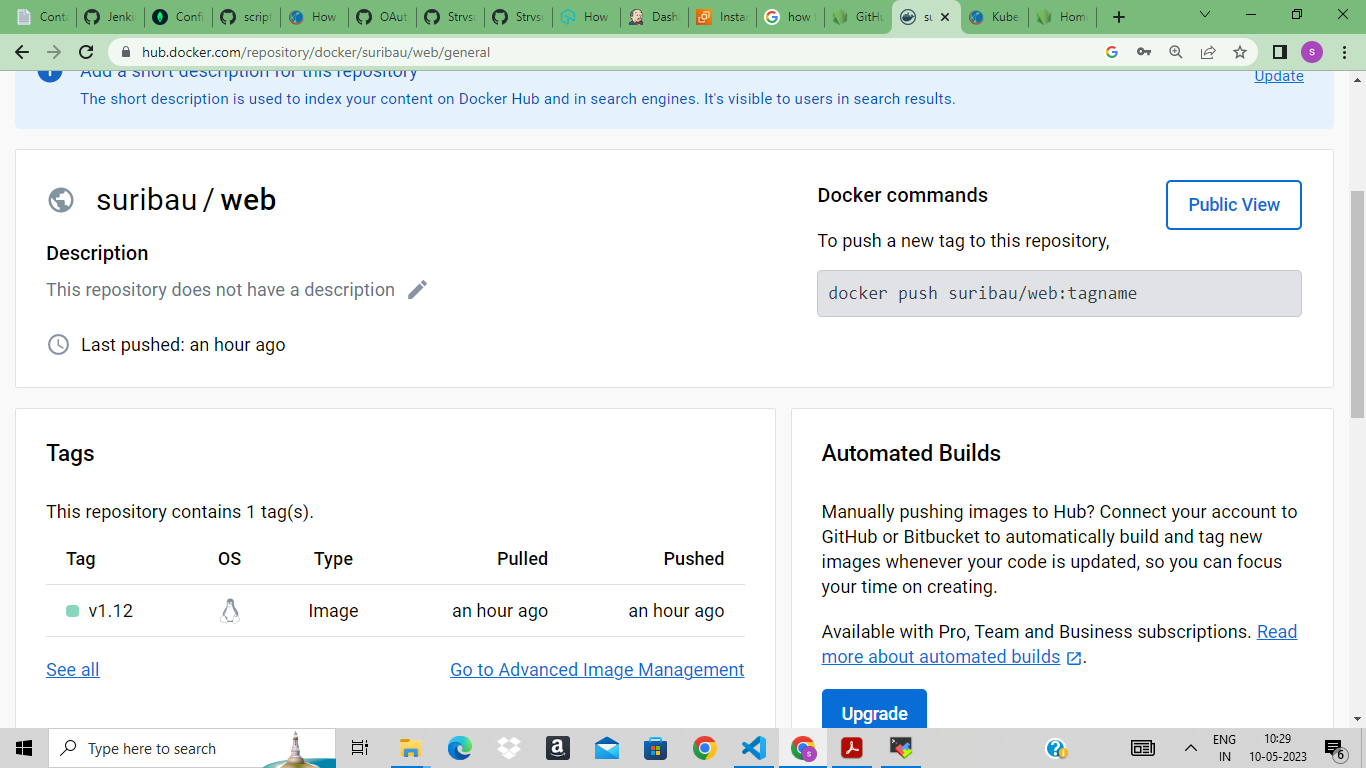 Conta
Jenki
Confi
script
How
OAut
Strvsu
Strvsu
How
Dash
Insta
how t
GitHu
su
Kube
Hom
hub.docker.com/repository/docker/suribau/web/general
s
Add a short description for this repository
Update
The short description is used to index your content on Docker Hub and in search engines. It's visible to users in search results.
suribau / web
Description
This repository does not have a description
Last pushed: an hour ago
Docker commands
Public View
To push a new tag to this repository,
docker push suribau/web:tagname
Tags
This repository contains 1 tag(s).
Tag OS Type Pulled Pushed
v1.12 Image an hour ago an hour ago
See all
Go to Advanced Image Management
Automated Builds
Manually pushing images to Hub? Connect your account to
GitHub or Bitbucket to automatically build and tag new
images whenever your code is updated, so you can focus
your time on creating.
Available with Pro, Team and Business subscriptions. Read
more about automated builds .
Upgrade
Type here to search
ENG
IN
10:29
10-05-2023
6